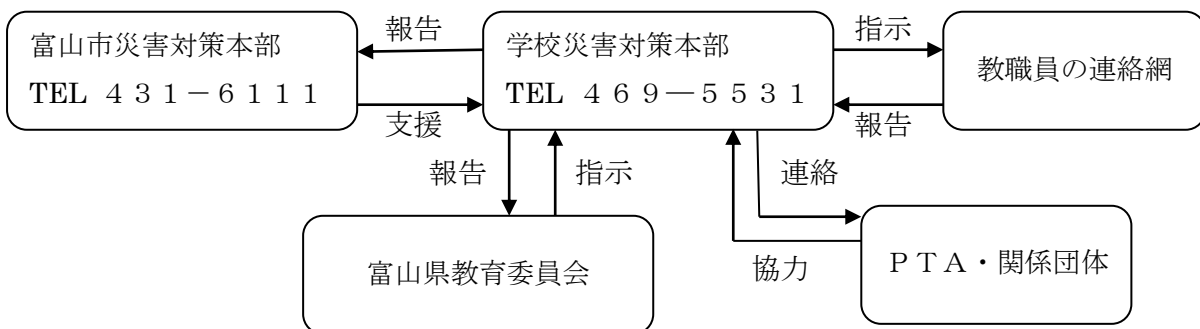 富山市災害対策本部
TEL ４３１－６１１１
報告
支援
学校災害対策本部
TEL ４６９―５５３１
指示
報告
教職員の連絡網
報告
指示
連絡
協力
富山県教育委員会
ＰＴＡ・関係団体